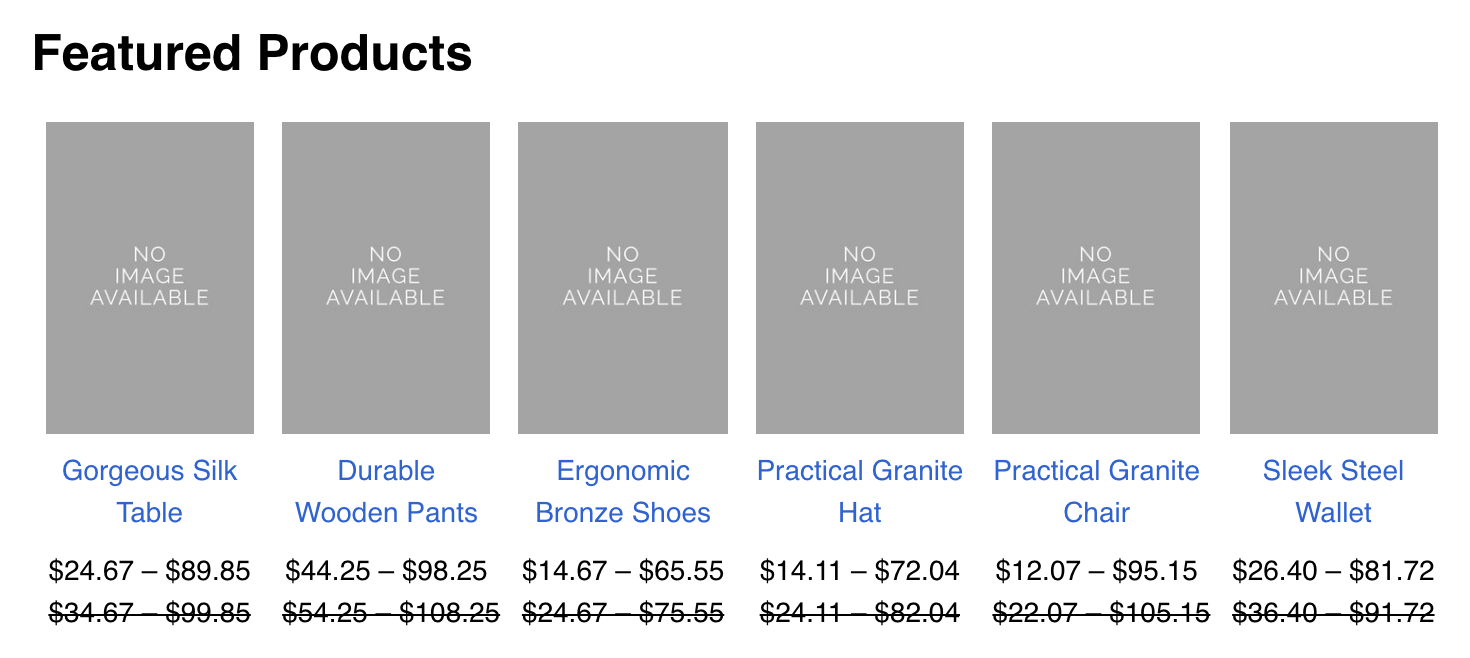 Featured Products
NO
IMAGE
AVAILABLE
NO
IMAGE
AVAILABLE
NO
IMAGE
AVAILABLE
NO
IMAGE
AVAILABLE
NO
IMAGE
AVAILABLE
NO
IMAGE
AVAILABLE
Gorgeous Silk
Table
$24.67 – $89.85
$34.67 – $99.85
Durable
Wooden Pants
$44.25 – $98.25
$54.25 – $108.25
Ergonomic
Bronze Shoes
$14.67 – $65.55
$24.67 – $75.55
Practical Granite
Hat
$14.11 – $72.04
$24.11 – $82.04
Practical Granite
Chair
$12.07 – $95.15
$22.07 – $105.15
Sleek Steel
Wallet
$26.40 – $81.72
$36.40 – $91.72